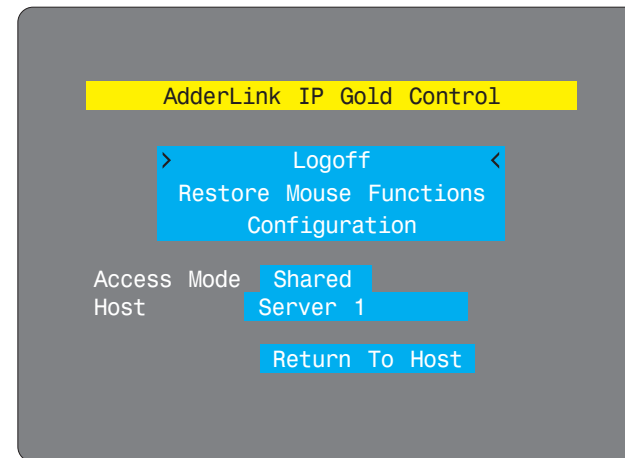 AdderLink IP Gold Control
> Logoff <
Restore Mouse Functions
Configuration
Access Mode Shared
Host Server 1
Return To Host